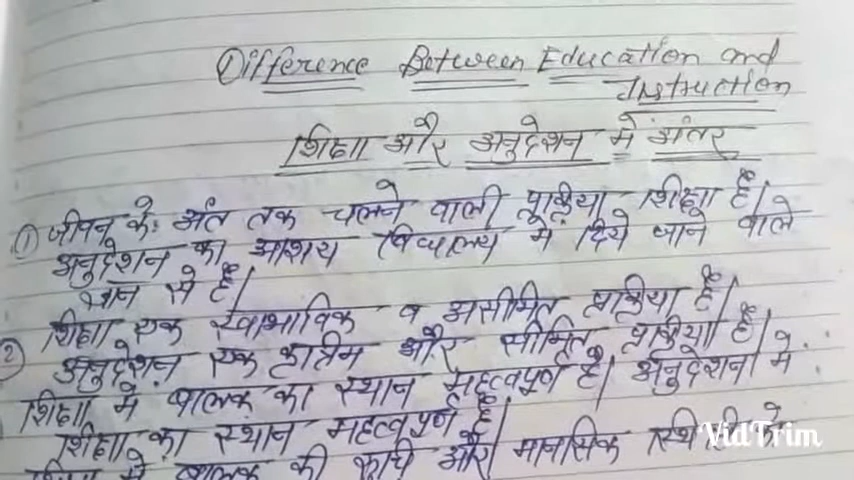 Difference Between Education and
Instruction
शिक्षा और अनुदेशन में अंतर
① जीवन के अंत तक चलने वाली प्रक्रिया शिक्षा है।
अनुदेशन का आशय विद्यालय में दिये जाने वाले
ज्ञान से है।
② शिक्षा एक स्वाभाविक व असीमित प्रक्रिया है।
अनुदेशन एक कृत्रिम और सीमित प्रक्रिया है।
शिक्षा में बालक का स्थान महत्वपूर्ण है। अनुदेशन में
शिक्षा का स्थान महत्वपूर्ण है।
में बालक की रूचि और मानसिक स्थिति के
VidTrim